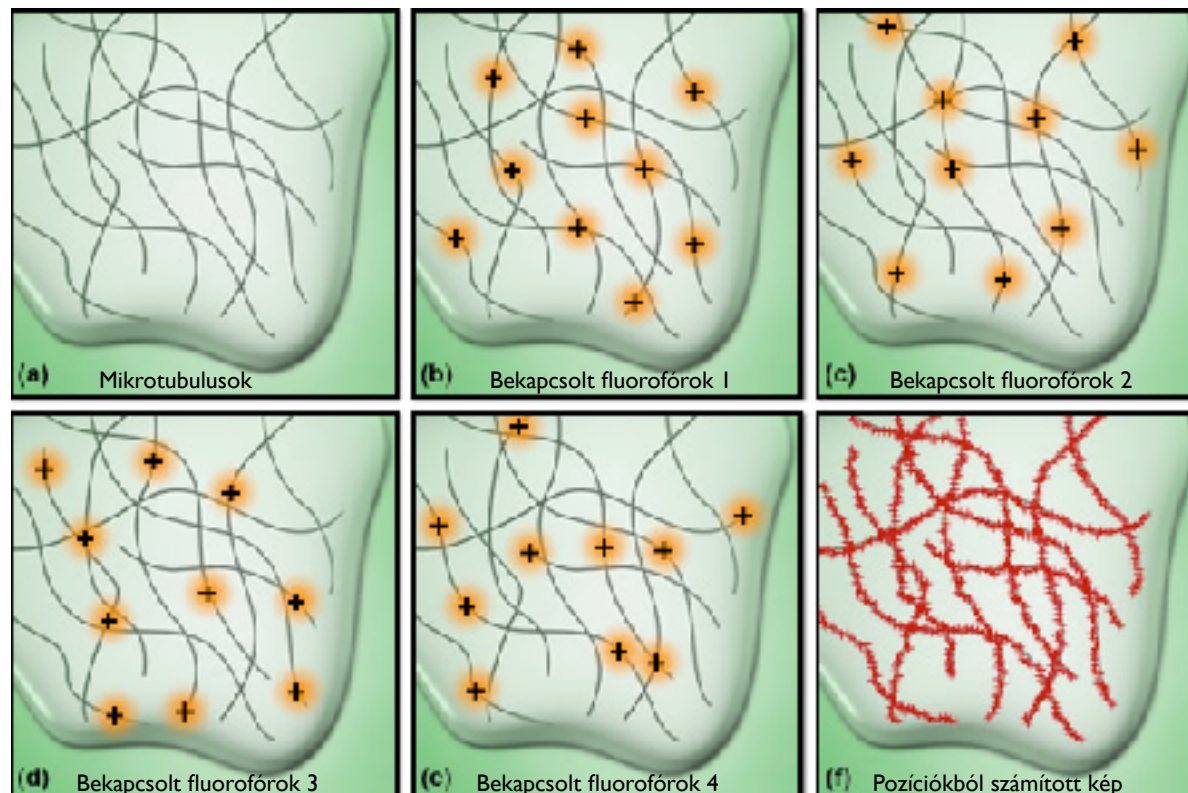 (a) Mikrotubulusok
(b) Bekapcsolt fluorofórok 1
(c) Bekapcsolt fluorofórok 2
(d) Bekapcsolt fluorofórok 3
(e) Bekapcsolt fluorofórok 4
(f) Pozíciókból számított kép